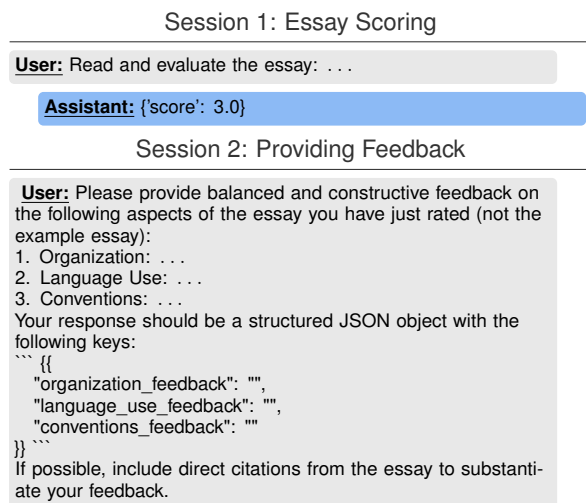 Session 1: Essay Scoring
User: Read and evaluate the essay: . . .
Assistant: {'score': 3.0}
Session 2: Providing Feedback
User: Please provide balanced and constructive feedback on
the following aspects of the essay you have just rated (not the
example essay):
1. Organization: . . .
2. Language Use: . . .
3. Conventions: . . .
Your response should be a structured JSON object with the
following keys:
``` {{
"organization_feedback": "",
"language_use_feedback": "",
"conventions_feedback": ""
}} ```
If possible, include direct citations from the essay to substanti-
ate your feedback.